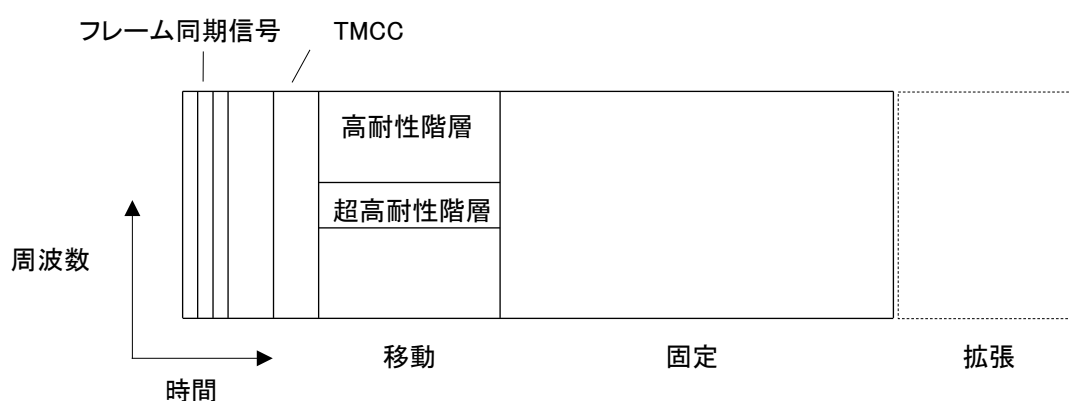 フレーム同期信号
TMCC
高耐性階層
超高耐性階層
周波数
移動
固定
拡張
時間